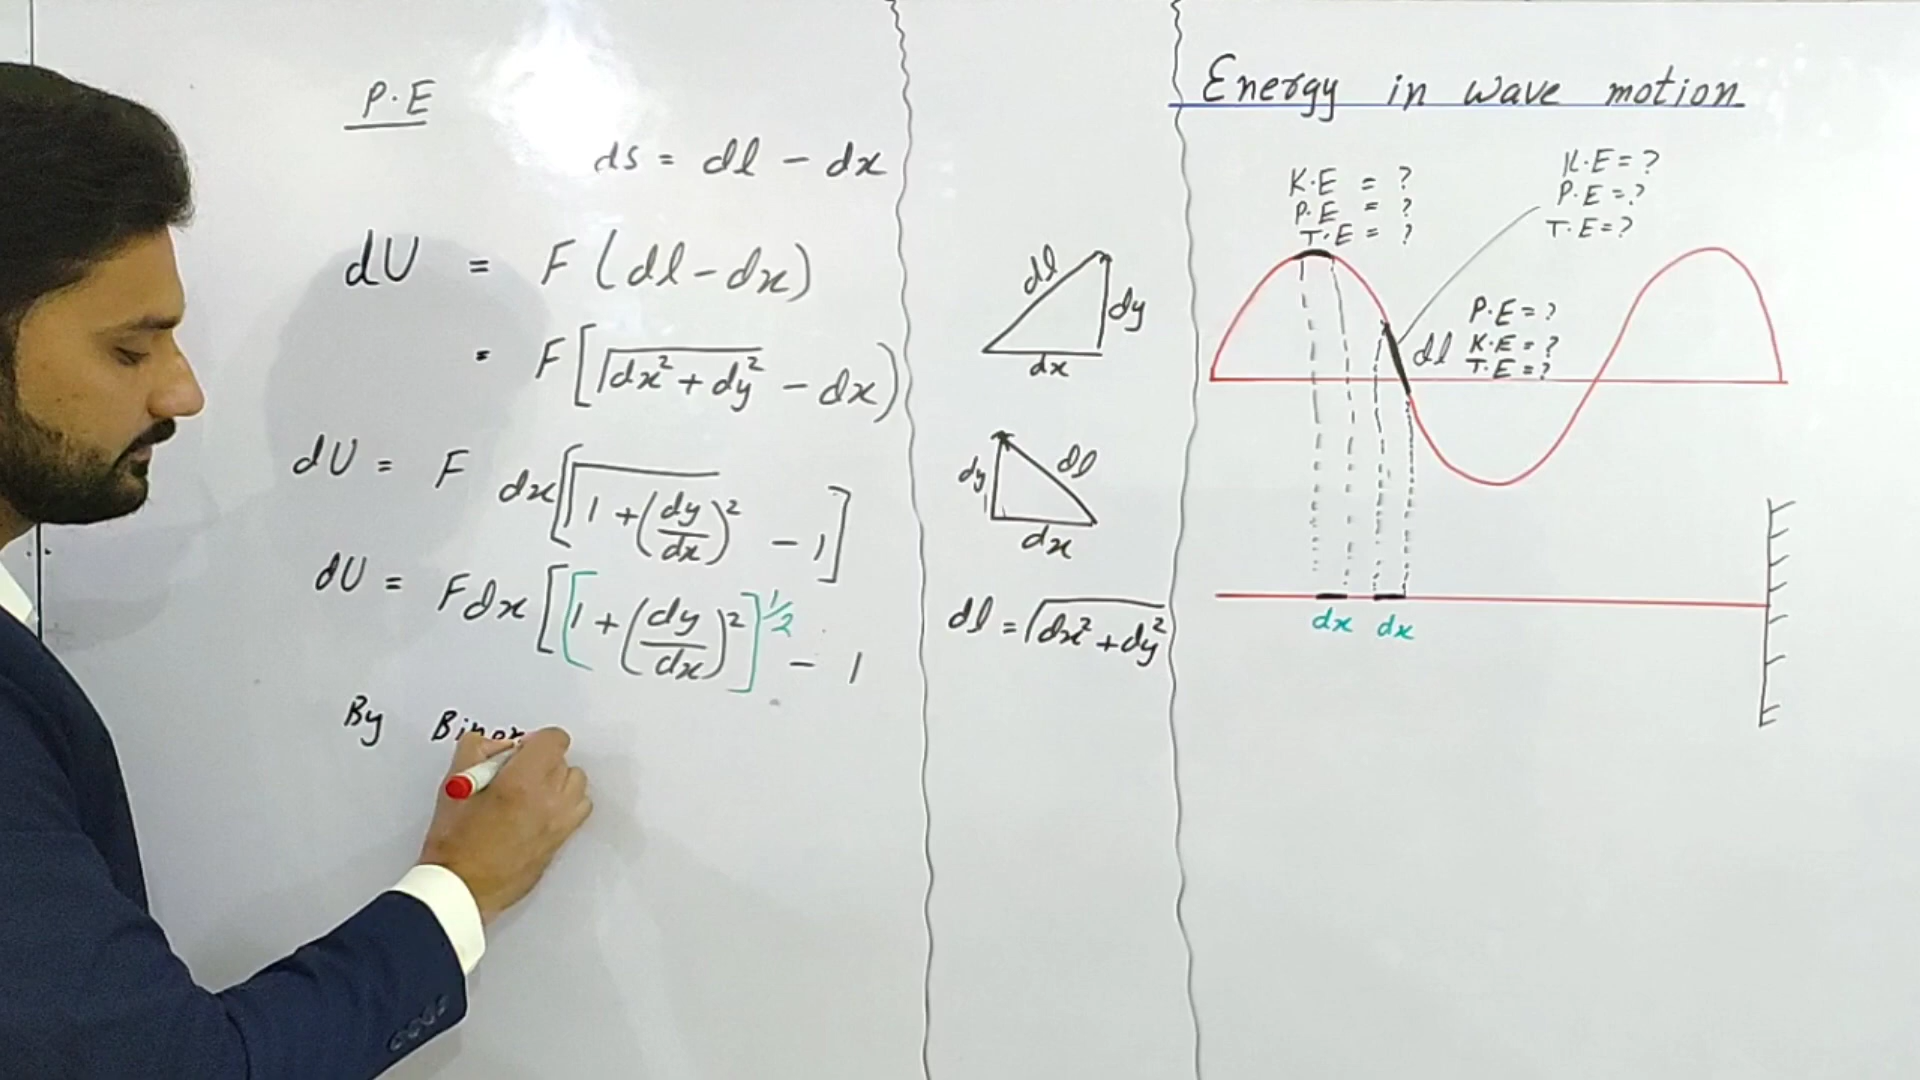 P.E
ds = dl - dx
dU = F (dl - dx)
= F [√dx² + dy² - dx)
dU = F dx [√1 + (dy/dx)² - 1]
dU = Fdx [[1 + (dy/dx)²]^1/2 - 1
By
dl
dy
dx
dy
dl
dx
dl = √dx² + dy²
Energy in wave motion
K.E = ?
P.E = ?
T.E = ?
K.E = ?
P.E = ?
T.E = ?
P.E = ?
dl K.E = ?
T.E = ?
dx dx